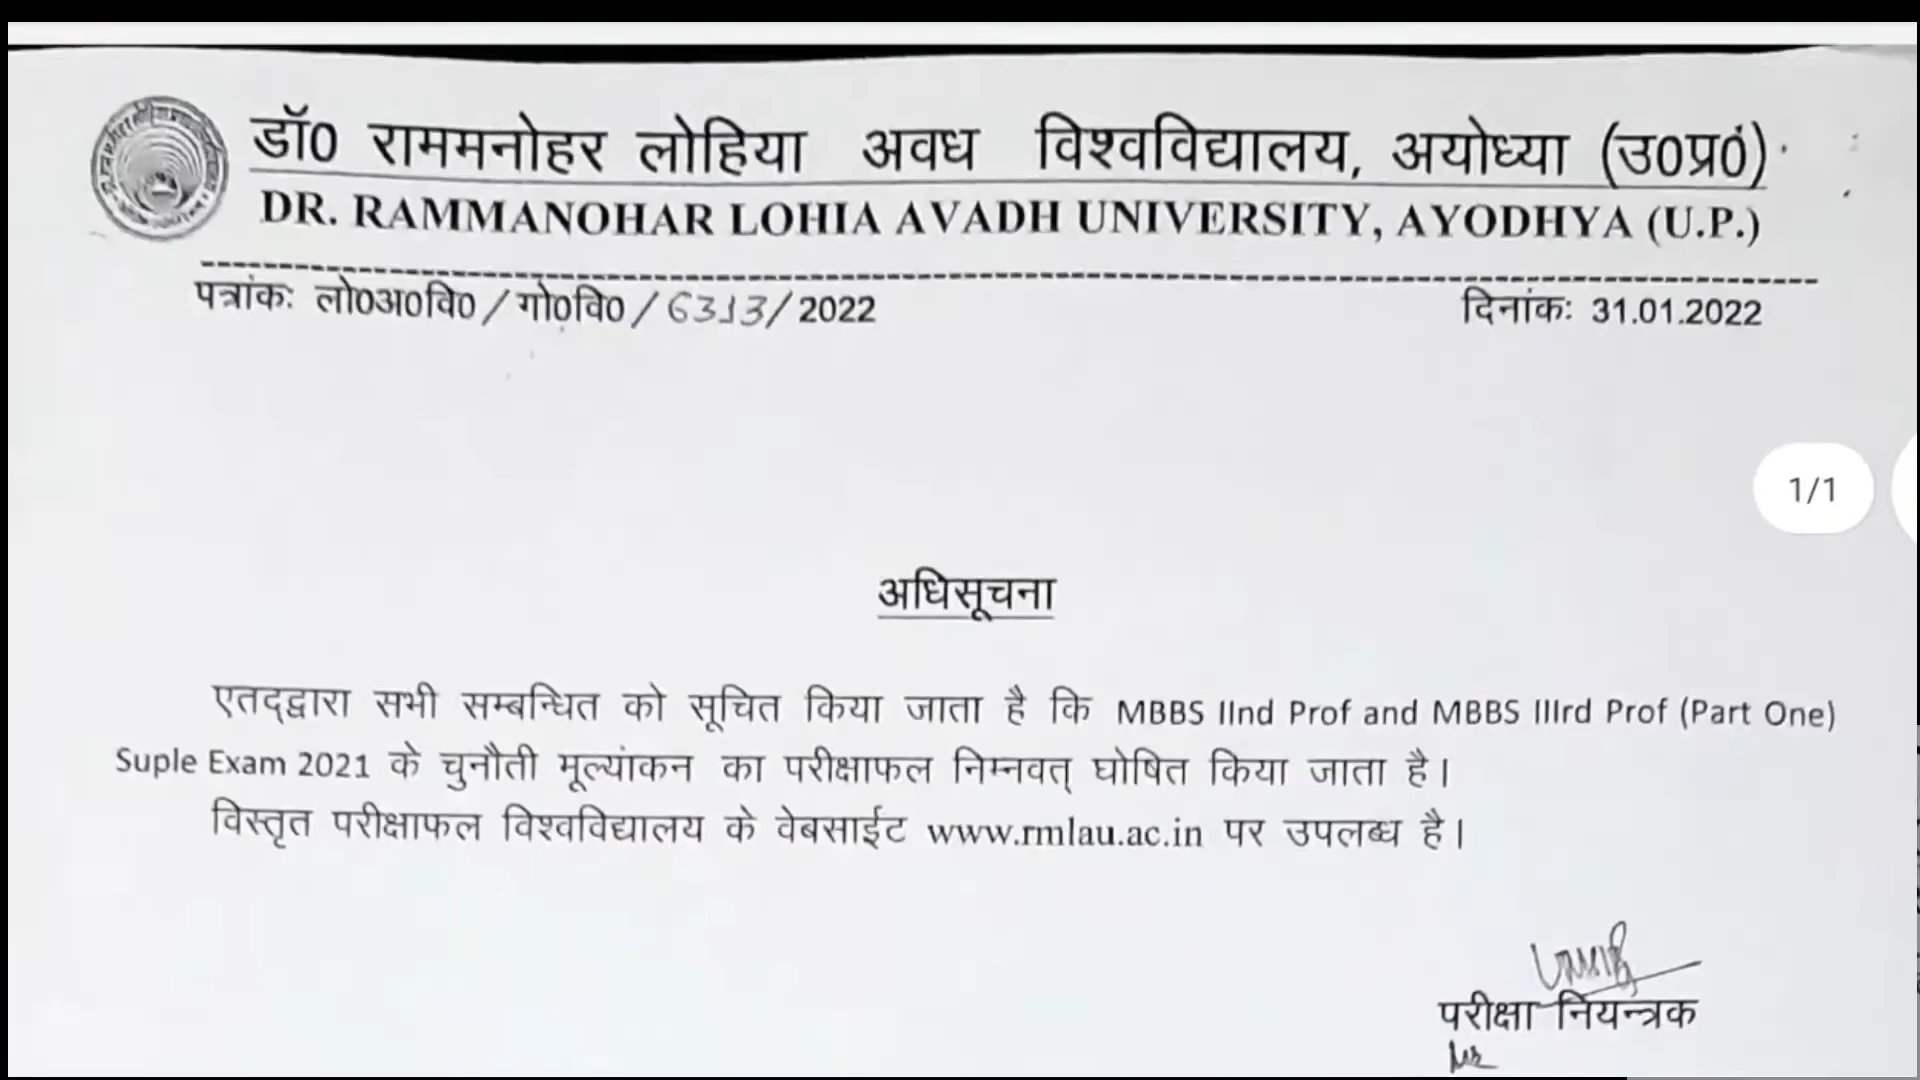 डॉ0 राममनोहर लोहिया अवध विश्वविद्यालय, अयोध्या (उ0प्र0)
DR. RAMMANOHAR LOHIA AVADH UNIVERSITY, AYODHYA (U.P.)
पत्रांकः लो0अ0वि0/गो0वि0/6313/2022 दिनांकः 31.01.2022
1/1
अधिसूचना
एतद्द्वारा सभी सम्बन्धित को सूचित किया जाता है कि MBBS IInd Prof and MBBS IIIrd Prof (Part One)
Suple Exam 2021 के चुनौती मूल्यांकन का परीक्षाफल निम्नवत् घोषित किया जाता है।
विस्तृत परीक्षाफल विश्वविद्यालय के वेबसाईट www.rmlau.ac.in पर उपलब्ध है।
परीक्षा नियन्त्रक